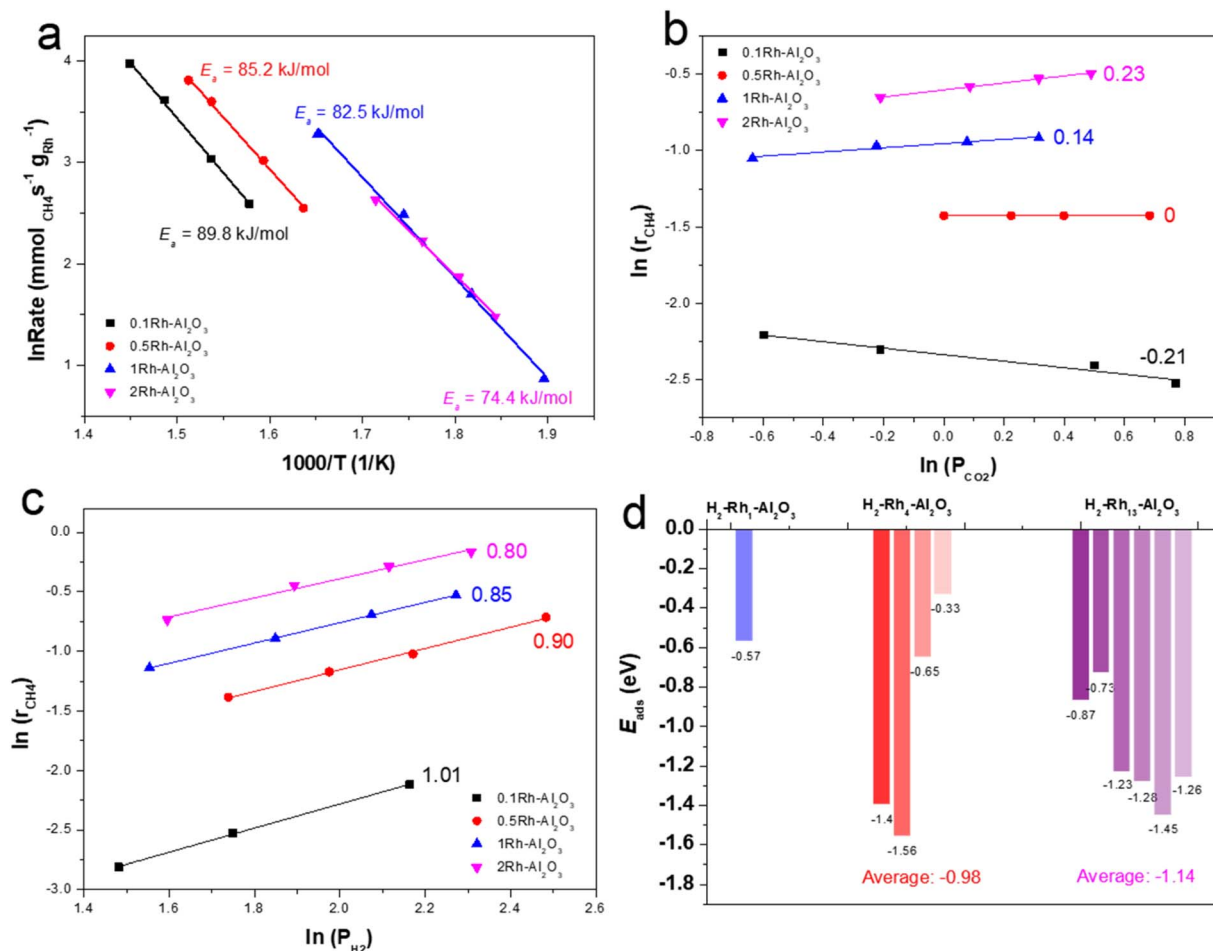 a
lnRate (mmol CH4 s-1 gRh-1)
4
3
2
1
1.4 1.5 1.6 1.7 1.8 1.9
1000/T (1/K)
Ea = 85.2 kJ/mol
Ea = 82.5 kJ/mol
Ea = 89.8 kJ/mol
Ea = 74.4 kJ/mol
0.1Rh-Al2O3
0.5Rh-Al2O3
1Rh-Al2O3
2Rh-Al2O3
b
ln (rCH4)
-0.5
-1.0
-1.5
-2.0
-2.5
-0.8 -0.6 -0.4 -0.2 0.0 0.2 0.4 0.6 0.8
ln (PCO2)
0.1Rh-Al2O3
0.5Rh-Al2O3
1Rh-Al2O3
2Rh-Al2O3
0.23
0.14
0
-0.21
c
ln (rCH4)
0.0
-0.5
-1.0
-1.5
-2.0
-2.5
-3.0
1.4 1.6 1.8 2.0 2.2 2.4 2.6
ln (PH2)
0.80
0.85
0.90
1.01
0.1Rh-Al2O3
0.5Rh-Al2O3
1Rh-Al2O3
2Rh-Al2O3
d
H2-Rh1-Al2O3 H2-Rh4-Al2O3 H2-Rh13-Al2O3
Eads (eV)
0.0
-0.2
-0.4
-0.6
-0.8
-1.0
-1.2
-1.4
-1.6
-1.8
-0.57
-1.4
-1.56
-0.65
-0.33
-0.87
-0.73
-1.23
-1.28
-1.45
-1.26
Average: -0.98
Average: -1.14